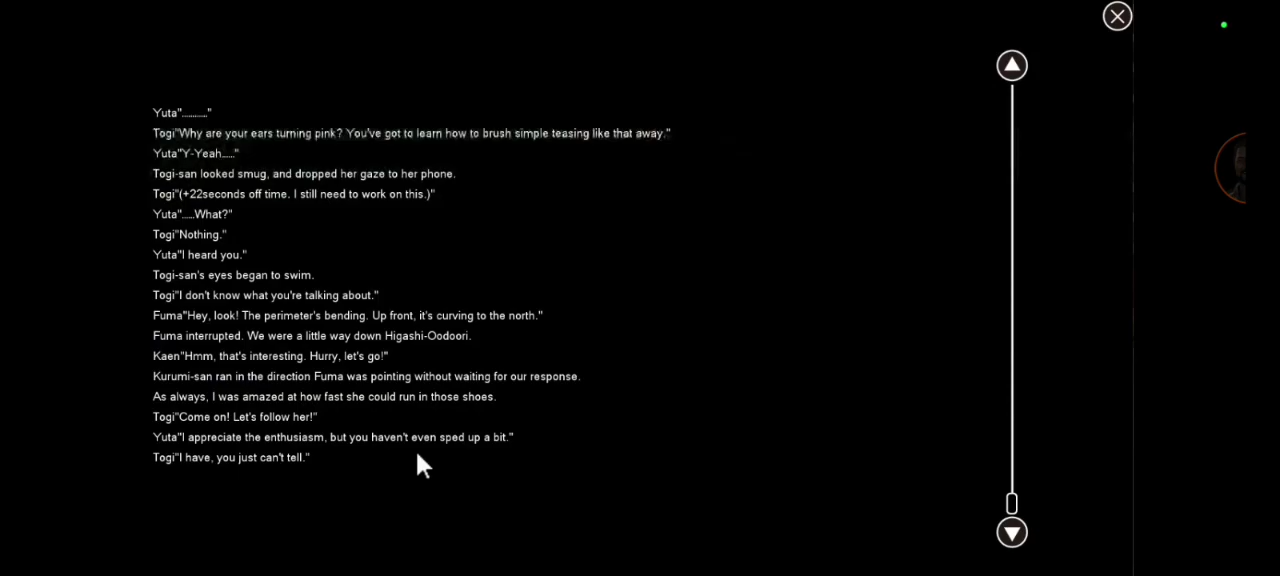 Yuta"..........."
Togi"Why are your ears turning pink? You've got to learn how to brush simple teasing like that away."
Yuta"Y-Yeah......"
Togi-san looked smug, and dropped her gaze to her phone.
Togi"(+22seconds off time. I still need to work on this.)"
Yuta"......What?"
Togi"Nothing."
Yuta"I heard you."
Togi-san's eyes began to swim.
Togi"I don't know what you're talking about."
Fuma"Hey, look! The perimeter's bending. Up front, it's curving to the north."
Fuma interrupted. We were a little way down Higashi-Oodoori.
Kaen"Hmm, that's interesting. Hurry, let's go!"
Kurumi-san ran in the direction Fuma was pointing without waiting for our response.
As always, I was amazed at how fast she could run in those shoes.
Togi"Come on! Let's follow her!"
Yuta"I appreciate the enthusiasm, but you haven't even sped up a bit."
Togi"I have, you just can't tell."